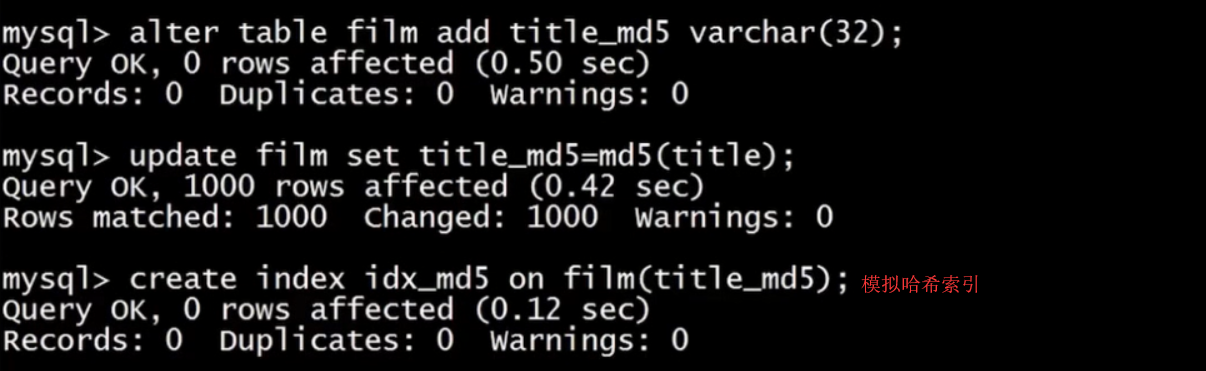 mysql> alter table film add title_md5 varchar(32);
Query OK, 0 rows affected (0.50 sec)
Records: 0  Duplicates: 0  Warnings: 0
mysql> update film set title_md5=md5(title);
Query OK, 1000 rows affected (0.42 sec)
Rows matched: 1000  Changed: 1000  Warnings: 0
mysql> create index idx_md5 on film(title_md5); 模拟哈希索引
Query OK, 0 rows affected (0.12 sec)
Records: 0  Duplicates: 0  Warnings: 0